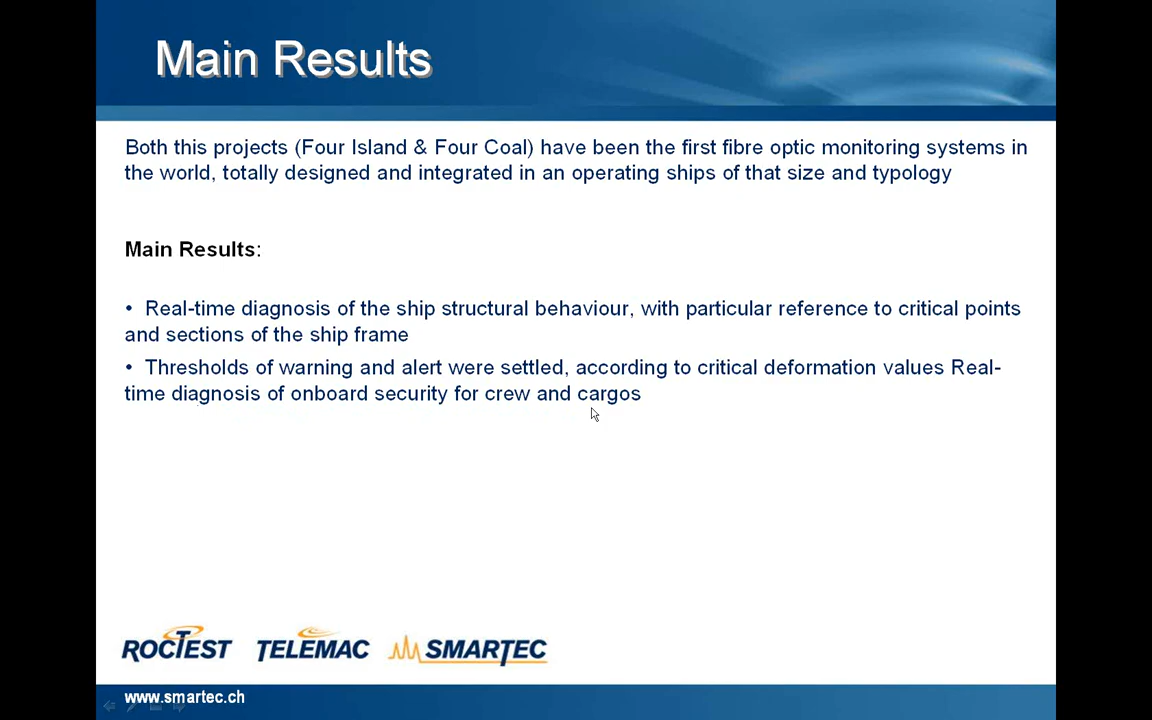 Main Results
Both this projects (Four Island & Four Coal) have been the first fibre optic monitoring systems in
the world, totally designed and integrated in an operating ships of that size and typology
Main Results:
• Real-time diagnosis of the ship structural behaviour, with particular reference to critical points
and sections of the ship frame
• Thresholds of warning and alert were settled, according to critical deformation values Real-
time diagnosis of onboard security for crew and cargos
ROCTEST TELEMAC SMARTEC
www.smartec.ch